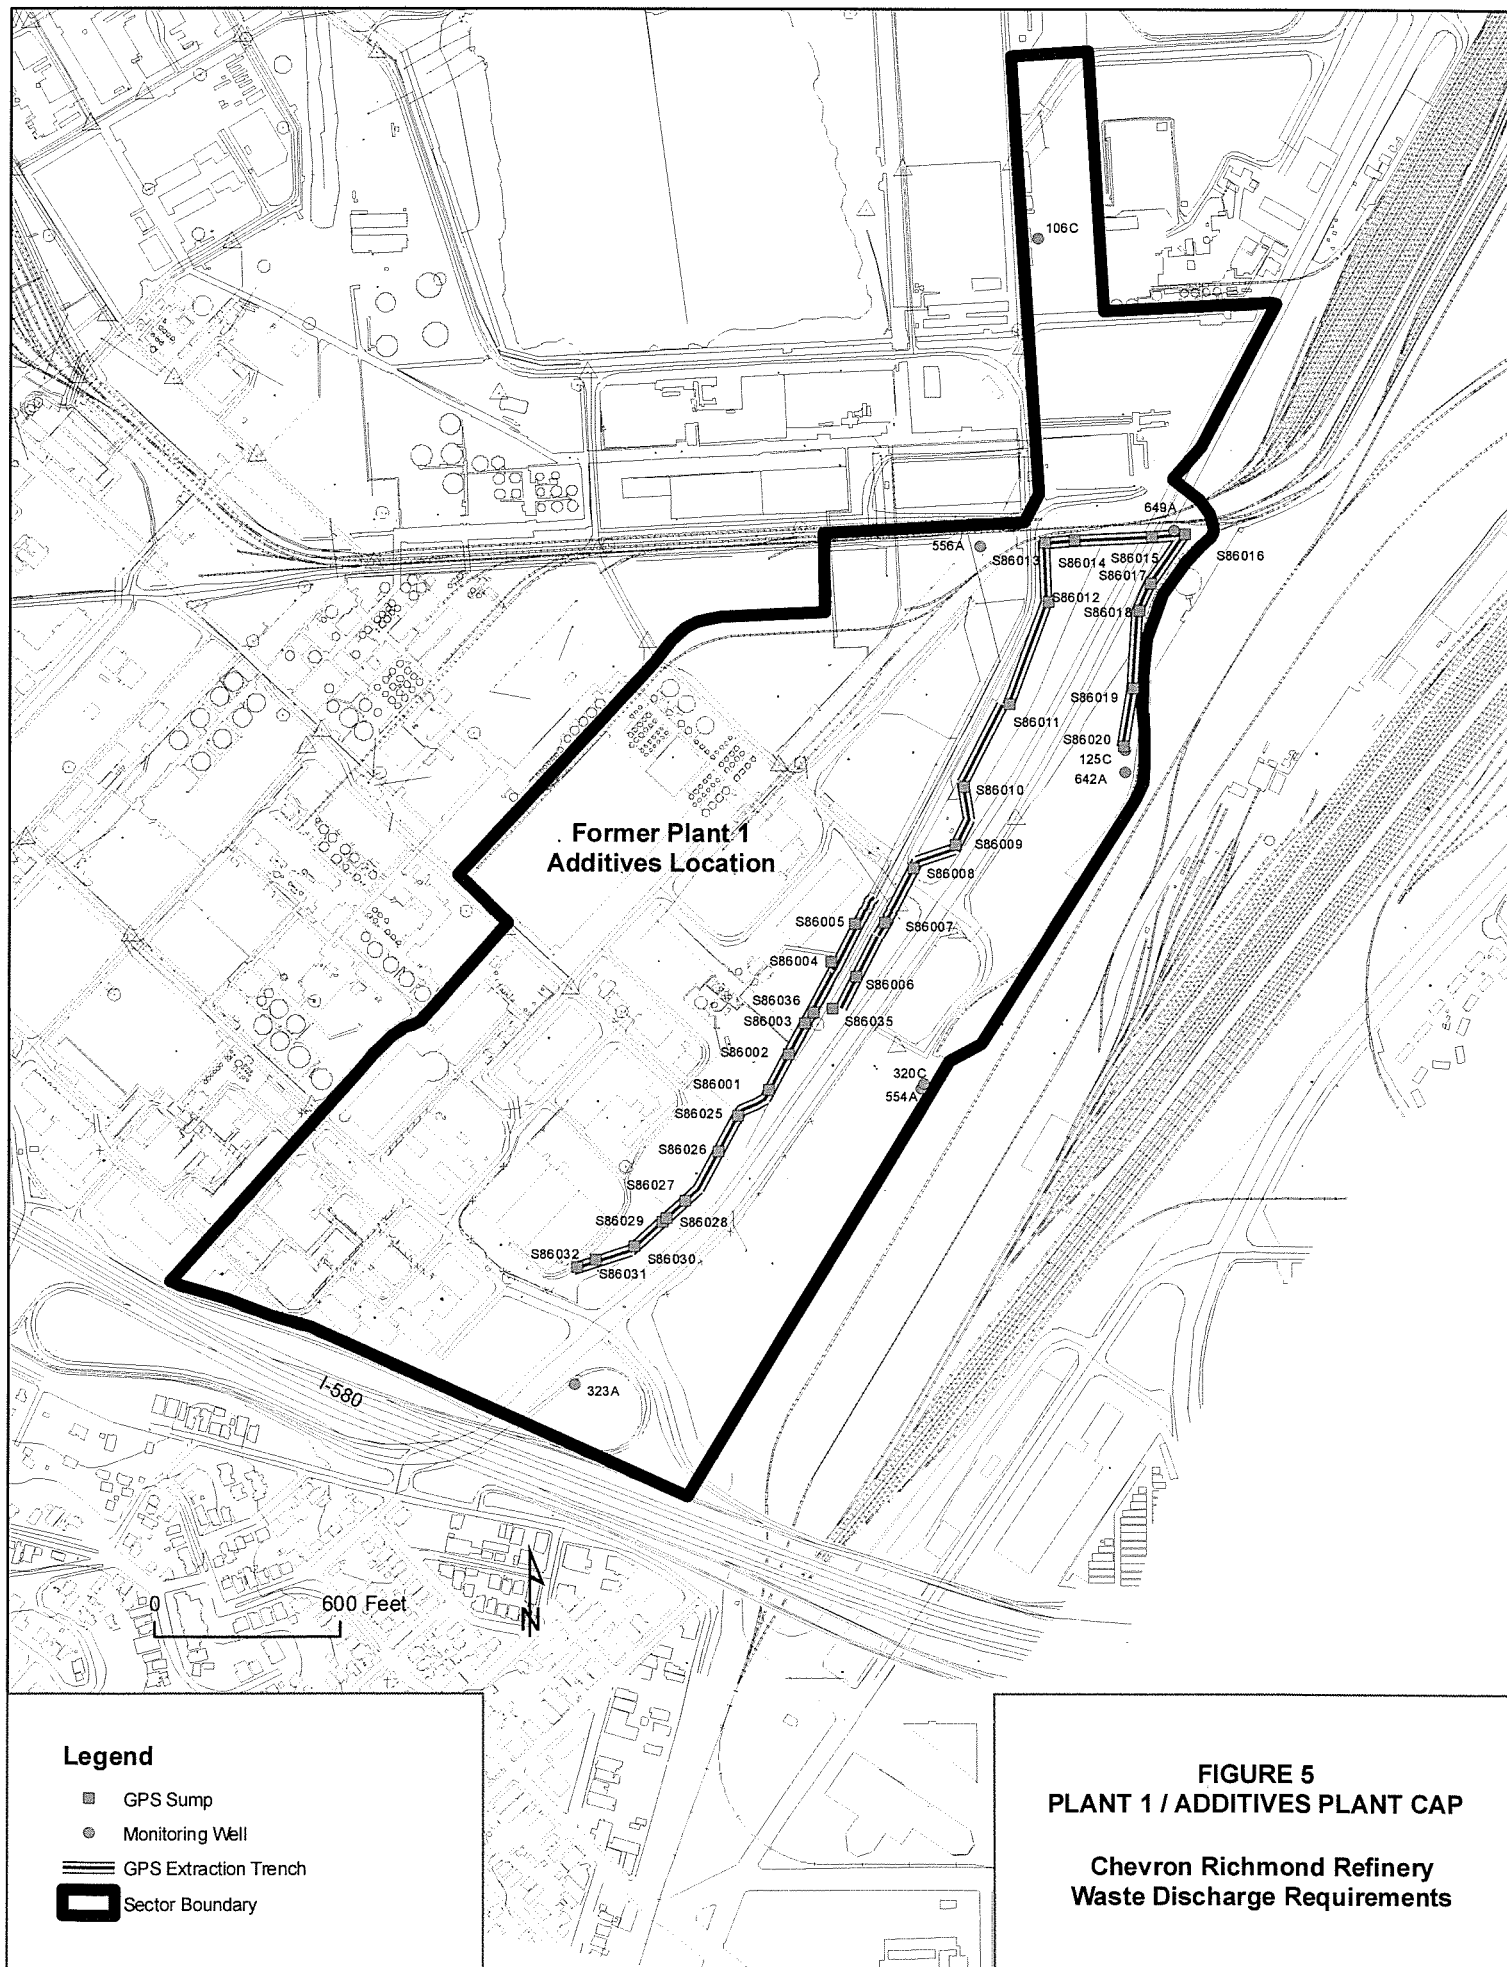 106C
649A
556A
S86013
S86014
S86015
S86016
S86017
S86012
S86018
S86019
S86011
S86020
125C
642A
S86010
Former Plant 1
Additives Location
S86009
S86008
S86005
S86007
S86004
S86006
S86036
S86003
S86035
S86002
320C
S86001
554A
S86025
S86026
S86027
S86029
S86028
S86032
S86030
S86031
I-580
323A
0
600 Feet
N
Legend
GPS Sump
Monitoring Well
GPS Extraction Trench
Sector Boundary
FIGURE 5
PLANT 1 / ADDITIVES PLANT CAP
Chevron Richmond Refinery
Waste Discharge Requirements